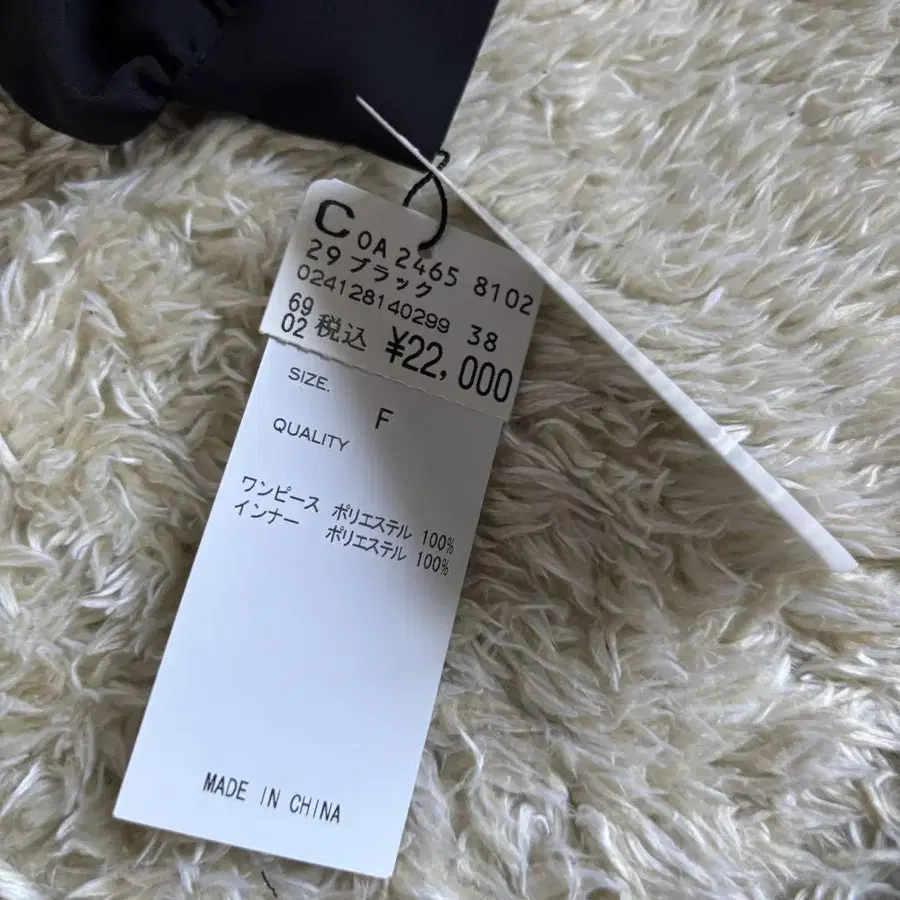 C 0A 2465 8102
29 ブラック
024128140299 38
69
02 税込 ¥22,000
SIZE.
F
QUALITY
ワンピース ポリエステル 100%
インナー ポリエステル 100%
MADE IN CHINA